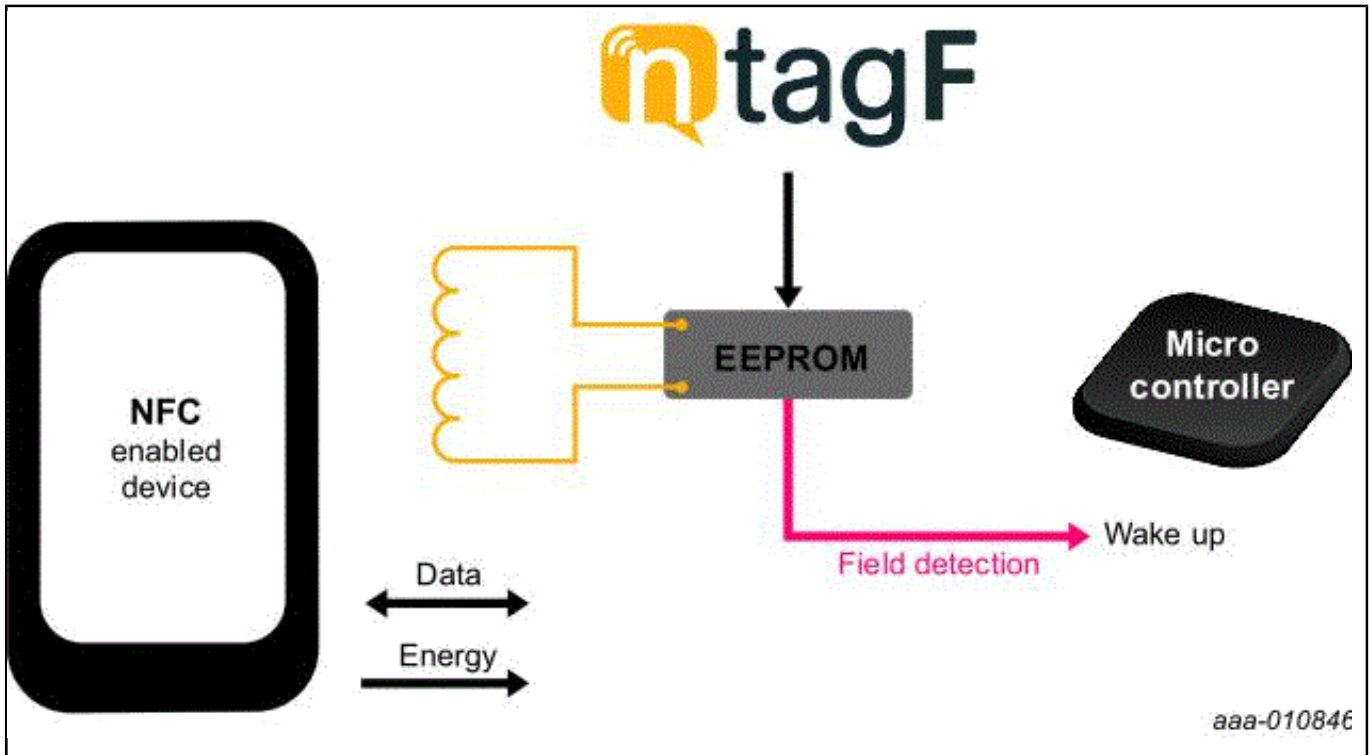 ntagF
EEPROM
Micro
controller
NFC
enabled
device
Wake up
Field detection
Data
Energy
aaa-010846